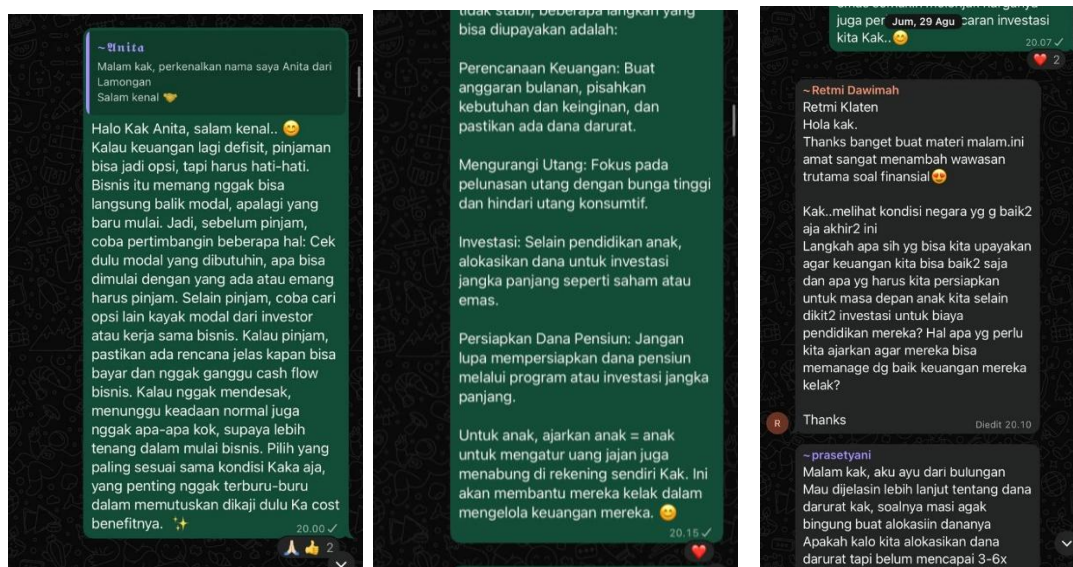 ~Anita
Malam kak, perkenalkan nama saya Anita dari
Lamongan
Salam kenal 🤝
Halo Kak Anita, salam kenal.. 😊
Kalau keuangan lagi defisit, pinjaman
bisa jadi opsi, tapi harus hati-hati.
Bisnis itu memang nggak bisa
langsung balik modal, apalagi yang
baru mulai. Jadi, sebelum pinjam,
coba pertimbangin beberapa hal: Cek
dulu modal yang dibutuhin, apa bisa
dimulai dengan yang ada atau emang
harus pinjam. Selain pinjam, coba cari
opsi lain kayak modal dari investor
atau kerja sama bisnis. Kalau pinjam,
pastikan ada rencana jelas kapan bisa
bayar dan nggak ganggu cash flow
bisnis. Kalau nggak mendesak,
menunggu keadaan normal juga
nggak apa-apa kok, supaya lebih
tenang dalam mulai bisnis. Pilih yang
paling sesuai sama kondisi Kaka aja,
yang penting nggak terburu-buru
dalam memutuskan dikaji dulu Ka cost
benefitnya. ✨
20.00 ✓
🙏🏻 👍 2
tidak stabil, beberapa langkah yang
bisa diupayakan adalah:
Perencanaan Keuangan: Buat
anggaran bulanan, pisahkan
kebutuhan dan keinginan, dan
pastikan ada dana darurat.
Mengurangi Utang: Fokus pada
pelunasan utang dengan bunga tinggi
dan hindari utang konsumtif.
Investasi: Selain pendidikan anak,
alokasikan dana untuk investasi
jangka panjang seperti saham atau
emas.
Persiapkan Dana Pensiun: Jangan
lupa mempersiapkan dana pensiun
melalui program atau investasi jangka
panjang.
Untuk anak, ajarkan anak = anak
untuk mengatur uang jajan juga
menabung di rekening sendiri Kak. Ini
akan membantu mereka kelak dalam
mengelola keuangan mereka. 😊
20.15 ✓
❤️
juga per
Jum, 29 Agu
caran investasi
kita Kak..😊
20.07 ✓
❤️ 2
~Retmi Dawimah
Retmi Klaten
Hola kak.
Thanks banget buat materi malam.ini
amat sangat menambah wawasan
trutama soal finansial😍
Kak..melihat kondisi negara yg g baik2
aja akhir2 ini
Langkah apa sih yg bisa kita upayakan
agar keuangan kita bisa baik2 saja
dan apa yg harus kita persiapkan
untuk masa depan anak kita selain
dikit2 investasi untuk biaya
pendidikan mereka? Hal apa yg perlu
kita ajarkan agar mereka bisa
memanage dg baik keuangan mereka
kelak?
Thanks
Diedit 20.10
R
~prasetyani
Malam kak, aku ayu dari bulungan
Mau dijelasin lebih lanjut tentang dana
darurat kak, soalnya masi agak
bingung buat alokasiin dananya
Apakah kalo kita alokasikan dana
darurat tapi belum mencapai 3-6x